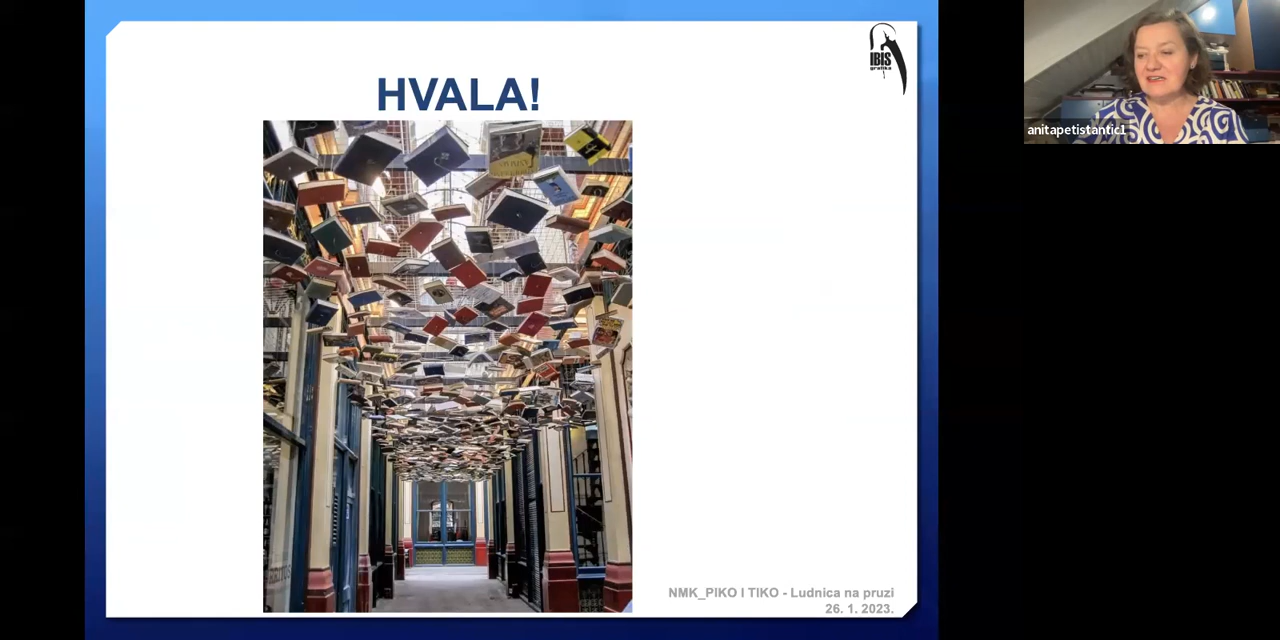 HVALA!
IBIS
grafika
anitapetistantic1
NMK_PIKO I TIKO - Ludnica na pruzi
26. 1. 2023.